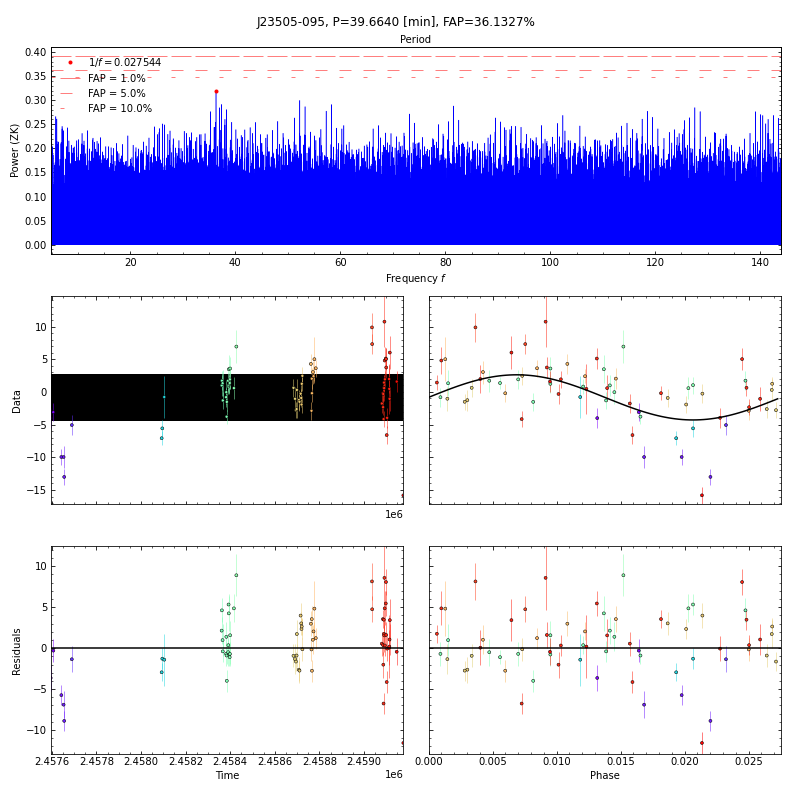 J23505-095, P=39.6640 [min], FAP=36.1327%
Period
0.40
0.35
0.30
0.25
0.20
0.15
0.10
0.05
0.00
Power (ZK)
1/f = 0.027544
FAP = 1.0%
FAP = 5.0%
FAP = 10.0%
20 40 60 80 100 120 140
Frequency f
10
5
0
−5
−10
−15
Data
1e6
10
5
0
−5
−10
Residuals
2.4576 2.4578 2.4580 2.4582 2.4584 2.4586 2.4588 2.4590
Time
1e6
0.000 0.005 0.010 0.015 0.020 0.025
Phase